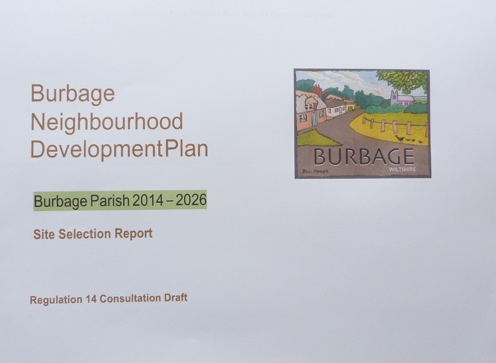 Burbage
Neighbourhood
DevelopmentPlan
BURBAGE
WILTSHIRE
Burbage Parish 2014 – 2026
Site Selection Report
Regulation 14 Consultation Draft